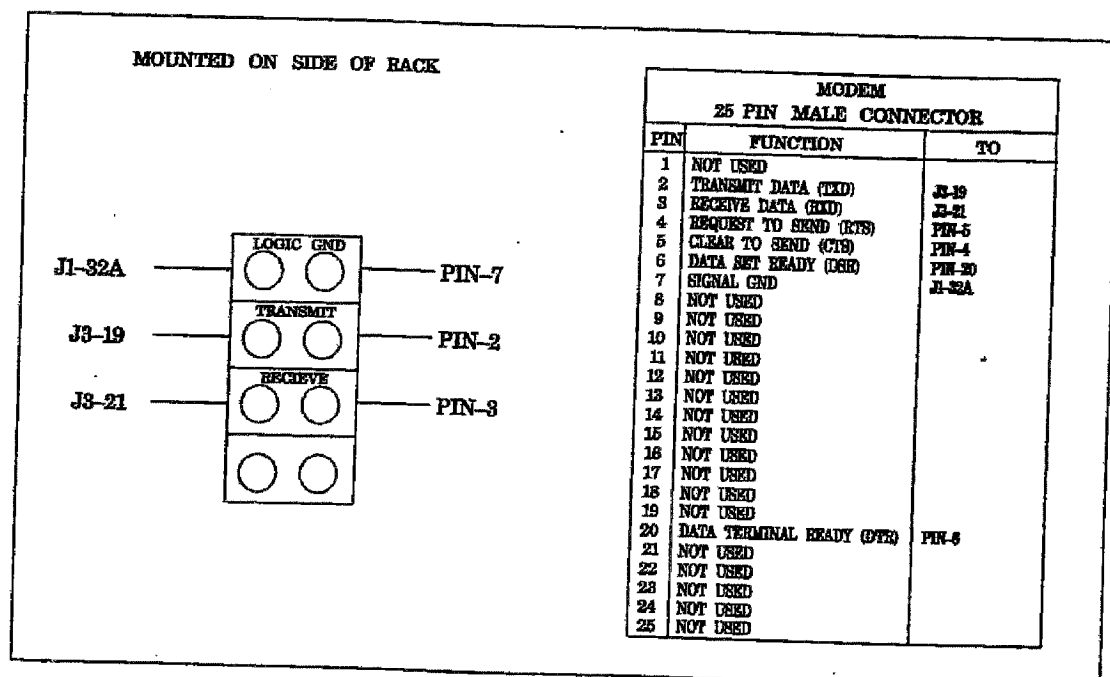 MOUNTED ON SIDE OF RACK
LOGIC GND
J1-32A PIN-7
TRANSMIT
J3-19 PIN-2
RECIEVE
J3-21 PIN-3
MODEM
25 PIN MALE CONNECTOR
PIN FUNCTION TO
1 NOT USED
2 TRANSMIT DATA (TXD) J3-19
3 RECEIVE DATA (RXD) J3-21
4 REQUEST TO SEND (RTS) PIN-5
5 CLEAR TO SEND (CTS) PIN-4
6 DATA SET READY (DSR) PIN-20
7 SIGNAL GND J1-32A
8 NOT USED
9 NOT USED
10 NOT USED
11 NOT USED
12 NOT USED
13 NOT USED
14 NOT USED
15 NOT USED
16 NOT USED
17 NOT USED
18 NOT USED
19 NOT USED
20 DATA TERMINAL READY (DTR) PIN-6
21 NOT USED
22 NOT USED
23 NOT USED
24 NOT USED
25 NOT USED